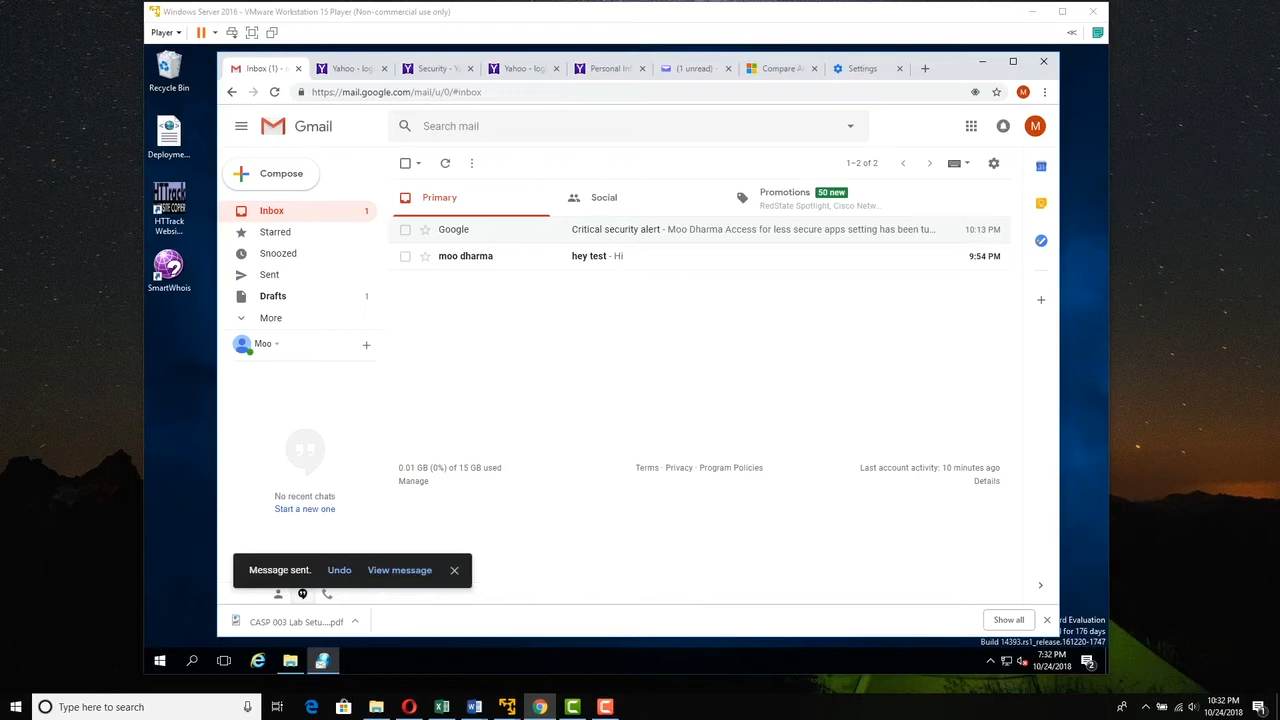 Windows Server 2016 - VMware Workstation 15 Player (Non-commercial use only)
Player
Recycle Bin
Deployme...
HTTrack
HTTrack
Websi...
SmartWhois
Inbox (1) -
Yahoo - log
Security - Y
Yahoo - log
Personal In
(1 unread) -
Compare A
Settings
https://mail.google.com/mail/u/0/#inbox
M
Gmail
Search mail
M
Compose
1–2 of 2
Inbox 1
Starred
Snoozed
Sent
Drafts 1
More
Moo
Primary
Social
Promotions 50 new
RedState Spotlight, Cisco Netw...
Google Critical security alert - Moo Dharma Access for less secure apps setting has been tu... 10:13 PM
moo dharma hey test - Hi 9:54 PM
0.01 GB (0%) of 15 GB used
Manage
Terms · Privacy · Program Policies
Last account activity: 10 minutes ago
Details
No recent chats
Start a new one
Message sent. Undo View message
CASP 003 Lab Setu....pdf
Show all
rd Evaluation
for 176 days
Build 14393.rs1_release.161220-1747
7:32 PM
10/24/2018
2
Type here to search
10:32 PM
10/24/2018
1